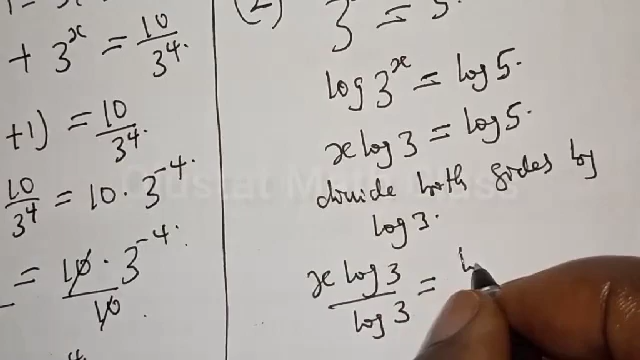 + 3^x = 10/3^4.
+1) = 10/3^4.
10/3^4 = 10 · 3^-4.
= 10 · 3^-4. / 10
(2)
3 = 5.
log 3^x = log 5.
x log 3 = log 5.
divide both sides by
log 3.
x log 3 / log 3 =